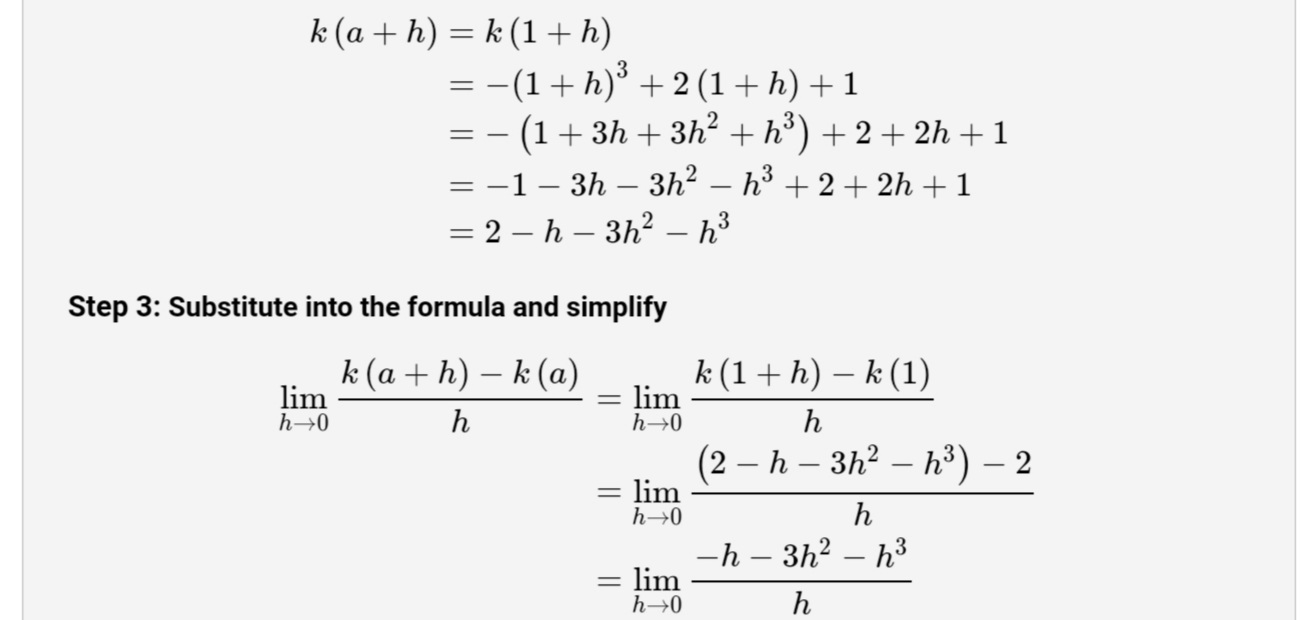 k (a + h) = k (1 + h)
= −(1 + h)³ + 2 (1 + h) + 1
= − (1 + 3h + 3h² + h³) + 2 + 2h + 1
= −1 − 3h − 3h² − h³ + 2 + 2h + 1
= 2 − h − 3h² − h³
Step 3: Substitute into the formula and simplify
lim h→0 (k (a + h) − k (a)) / h = lim h→0 (k (1 + h) − k (1)) / h
= lim h→0 ((2 − h − 3h² − h³) − 2) / h
= lim h→0 (−h − 3h² − h³) / h